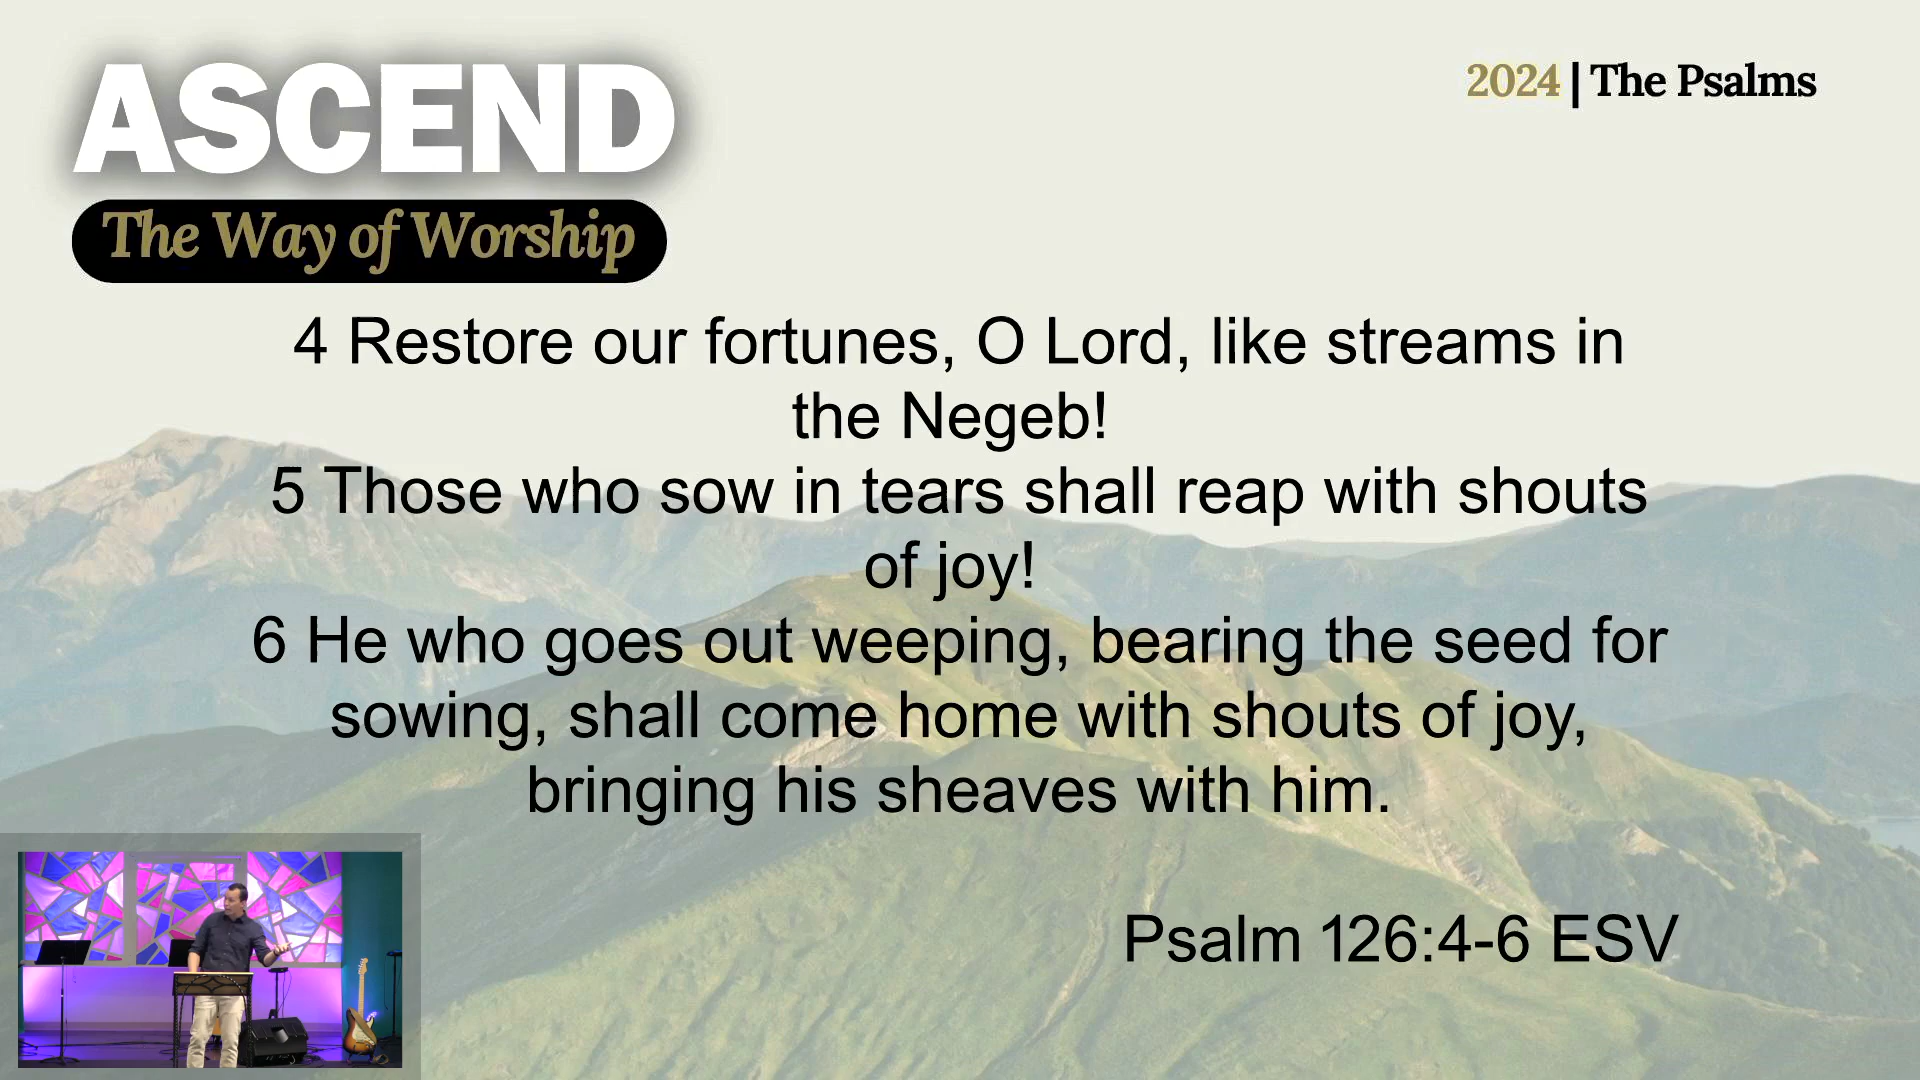 ASCEND
The Way of Worship
2024 | The Psalms
4 Restore our fortunes, O Lord, like streams in
the Negeb!
5 Those who sow in tears shall reap with shouts
of joy!
6 He who goes out weeping, bearing the seed for
sowing, shall come home with shouts of joy,
bringing his sheaves with him.
Psalm 126:4-6 ESV